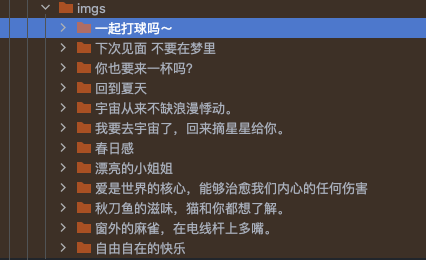 imgs
一起打球吗～
下次见面 不要在梦里
你也要来一杯吗?
回到夏天
宇宙从来不缺浪漫悸动。
我要去宇宙了，回来摘星星给你。
春日感
漂亮的小姐姐
爱是世界的核心，能够治愈我们内心的任何伤害
秋刀鱼的滋味，猫和你都想了解。
窗外的麻雀，在电线杆上多嘴。
自由自在的快乐